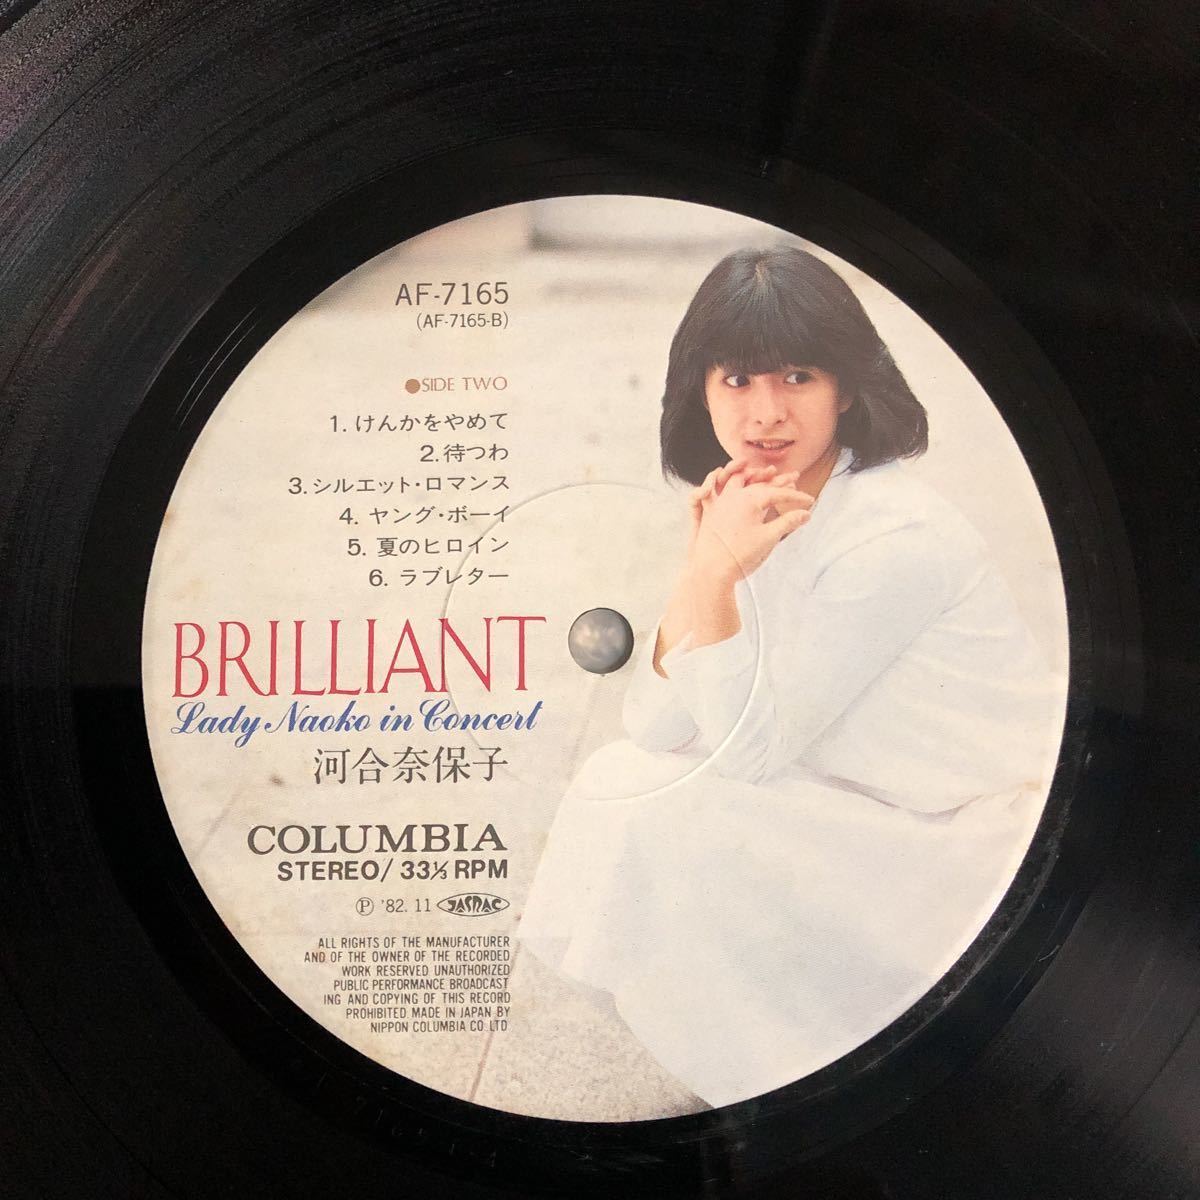 AF-7165
(AF-7165-B)
●SIDE TWO
1. けんかをやめて
2. 待つわ
3. シルエット・ロマンス
4. ヤング・ボーイ
5. 夏のヒロイン
6. ラブレター
BRILLIANT
Lady Naoko in Concert
河合奈保子
COLUMBIA
STEREO/33⅓RPM
Ⓟ '82. 11 JASRAC
ALL RIGHTS OF THE MANUFACTURER
AND OF THE OWNER OF THE RECORDED
WORK RESERVED UNAUTHORIZED
PUBLIC PERFORMANCE BROADCAST
ING AND COPYING OF THIS RECORD
PROHIBITED MADE IN JAPAN BY
NIPPON COLUMBIA CO. LTD